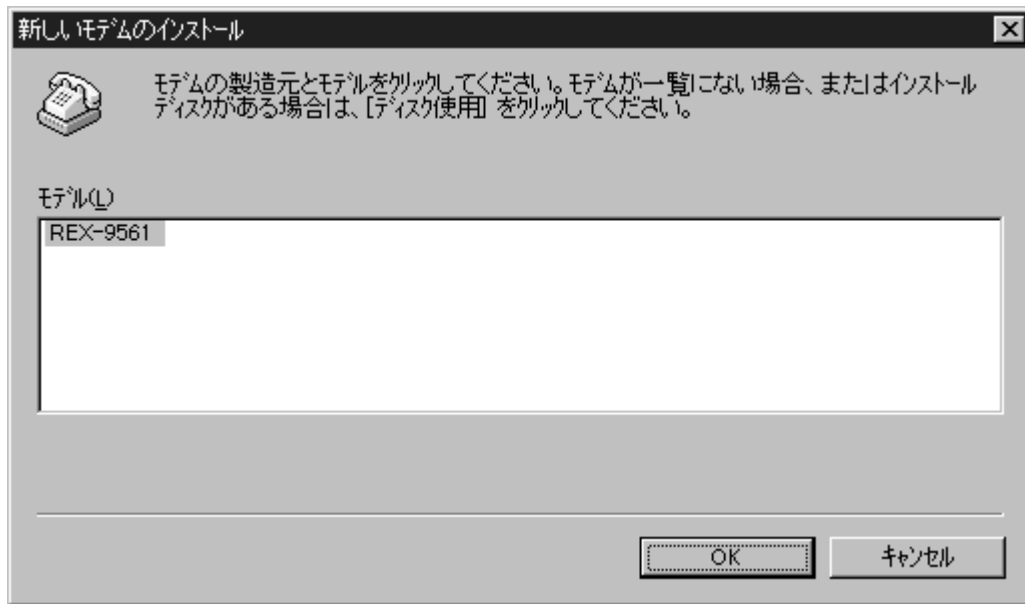 新しいモデムのインストール
モデムの製造元とモデルをクリックしてください。モデムが一覧にない場合、またはインストール
ディスクがある場合は、[ディスク使用] をクリックしてください。
モデル(L)
REX-9561
OK
キャンセル